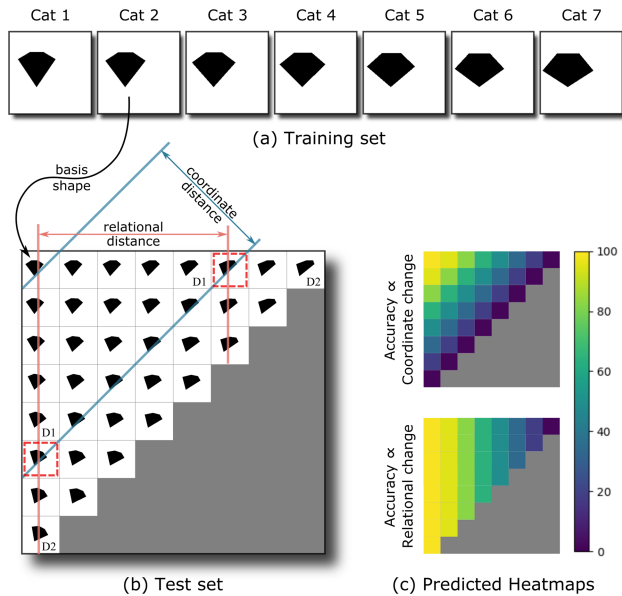 Cat 1 Cat 2 Cat 3 Cat 4 Cat 5 Cat 6 Cat 7
(a) Training set
basis
shape
coordinate
distance
relational
distance
D1
D2
D1
D2
(b) Test set
Accuracy ∝
Coordinate change
Accuracy ∝
Relational change
100
80
60
40
20
0
(c) Predicted Heatmaps